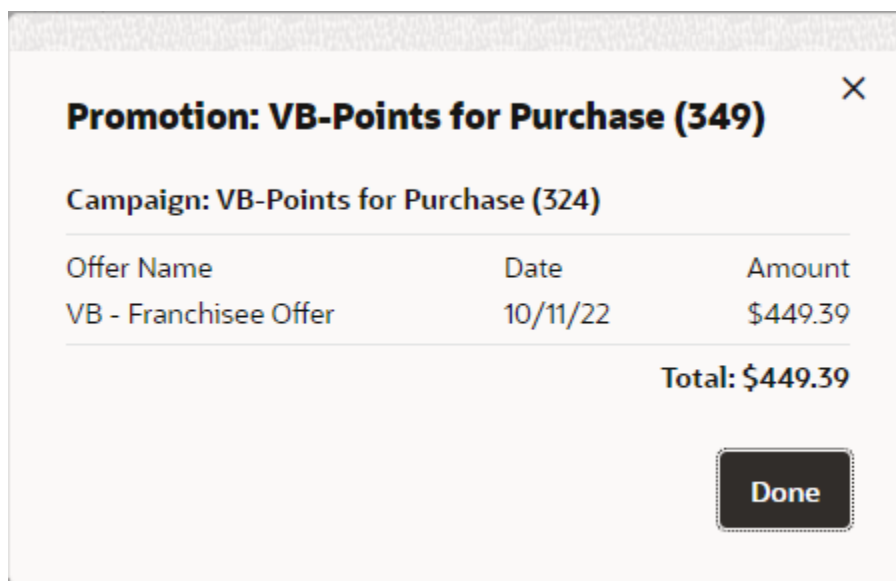 Promotion: VB-Points for Purchase (349)
Campaign: VB-Points for Purchase (324)
Offer Name Date Amount
VB - Franchisee Offer 10/11/22 $449.39
Total: $449.39
Done